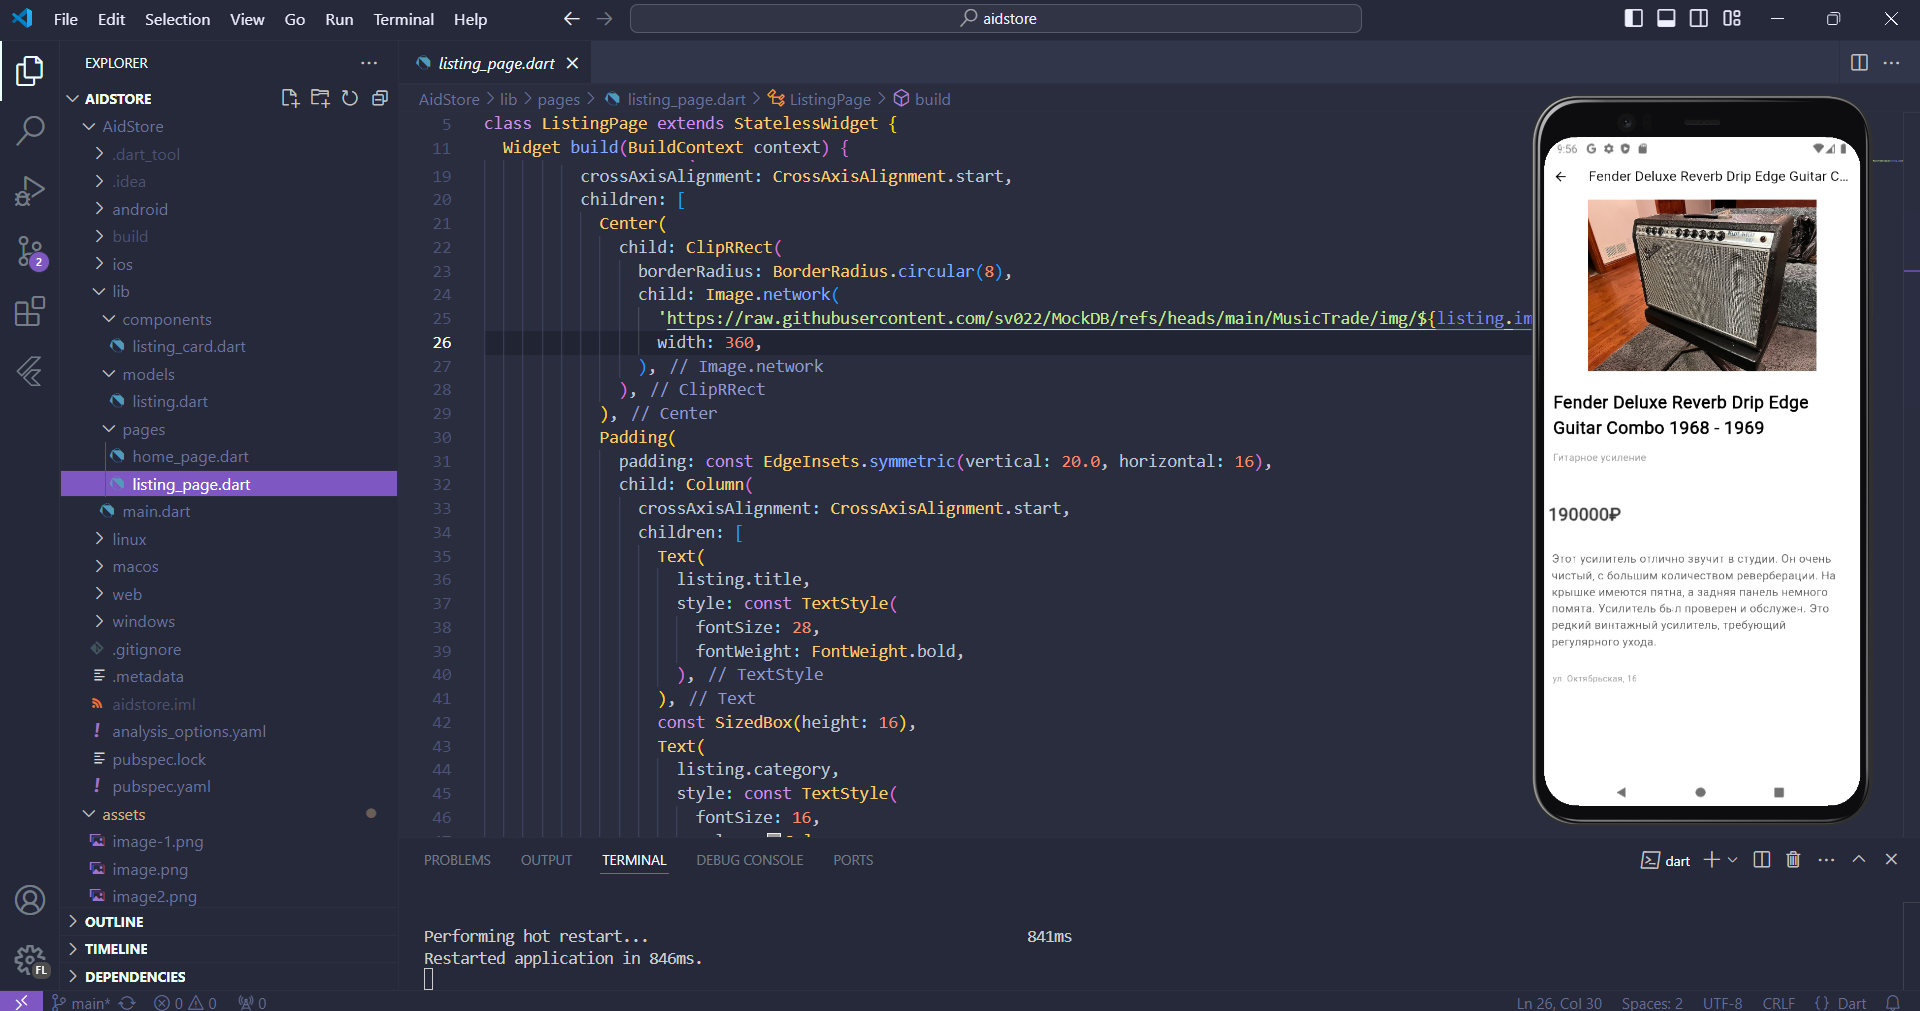 File Edit Selection View Go Run Terminal Help
aidstore
EXPLORER
AIDSTORE
AidStore
.dart_tool
.idea
android
build
ios
lib
components
listing_card.dart
models
listing.dart
pages
home_page.dart
listing_page.dart
main.dart
linux
macos
web
windows
.gitignore
.metadata
aidstore.iml
analysis_options.yaml
pubspec.lock
pubspec.yaml
assets
image-1.png
image.png
image2.png
OUTLINE
TIMELINE
DEPENDENCIES
2
FL
listing_page.dart
AidStore > lib > pages > listing_page.dart > ListingPage > build
5 class ListingPage extends StatelessWidget {
11 Widget build(BuildContext context) {
19 crossAxisAlignment: CrossAxisAlignment.start,
20 children: [
21 Center(
22 child: ClipRRect(
23 borderRadius: BorderRadius.circular(8),
24 child: Image.network(
25 'https://raw.githubusercontent.com/sv022/MockDB/refs/heads/main/MusicTrade/img/${listing.im
26 width: 360,
27 ), // Image.network
28 ), // ClipRRect
29 ), // Center
30 Padding(
31 padding: const EdgeInsets.symmetric(vertical: 20.0, horizontal: 16),
32 child: Column(
33 crossAxisAlignment: CrossAxisAlignment.start,
34 children: [
35 Text(
36 listing.title,
37 style: const TextStyle(
38 fontSize: 28,
39 fontWeight: FontWeight.bold,
40 ), // TextStyle
41 ), // Text
42 const SizedBox(height: 16),
43 Text(
44 listing.category,
45 style: const TextStyle(
46 fontSize: 16,
9:56
Fender Deluxe Reverb Drip Edge Guitar C...
Fender Deluxe Reverb Drip Edge
Guitar Combo 1968 - 1969
Гитарное усиление
190000₽
Этот усилитель отлично звучит в студии. Он очень
чистый, с большим количеством реверберации. На
крышке имеются пятна, а задняя панель немного
помята. Усилитель был проверен и обслужен. Это
редкий винтажный усилитель, требующий
регулярного ухода.
ул. Октябрьская, 16
PROBLEMS OUTPUT TERMINAL DEBUG CONSOLE PORTS
dart
Performing hot restart... 841ms
Restarted application in 846ms.
main* 0 0 0
Ln 26, Col 30 Spaces: 2 UTF-8 CRLF {} Dart